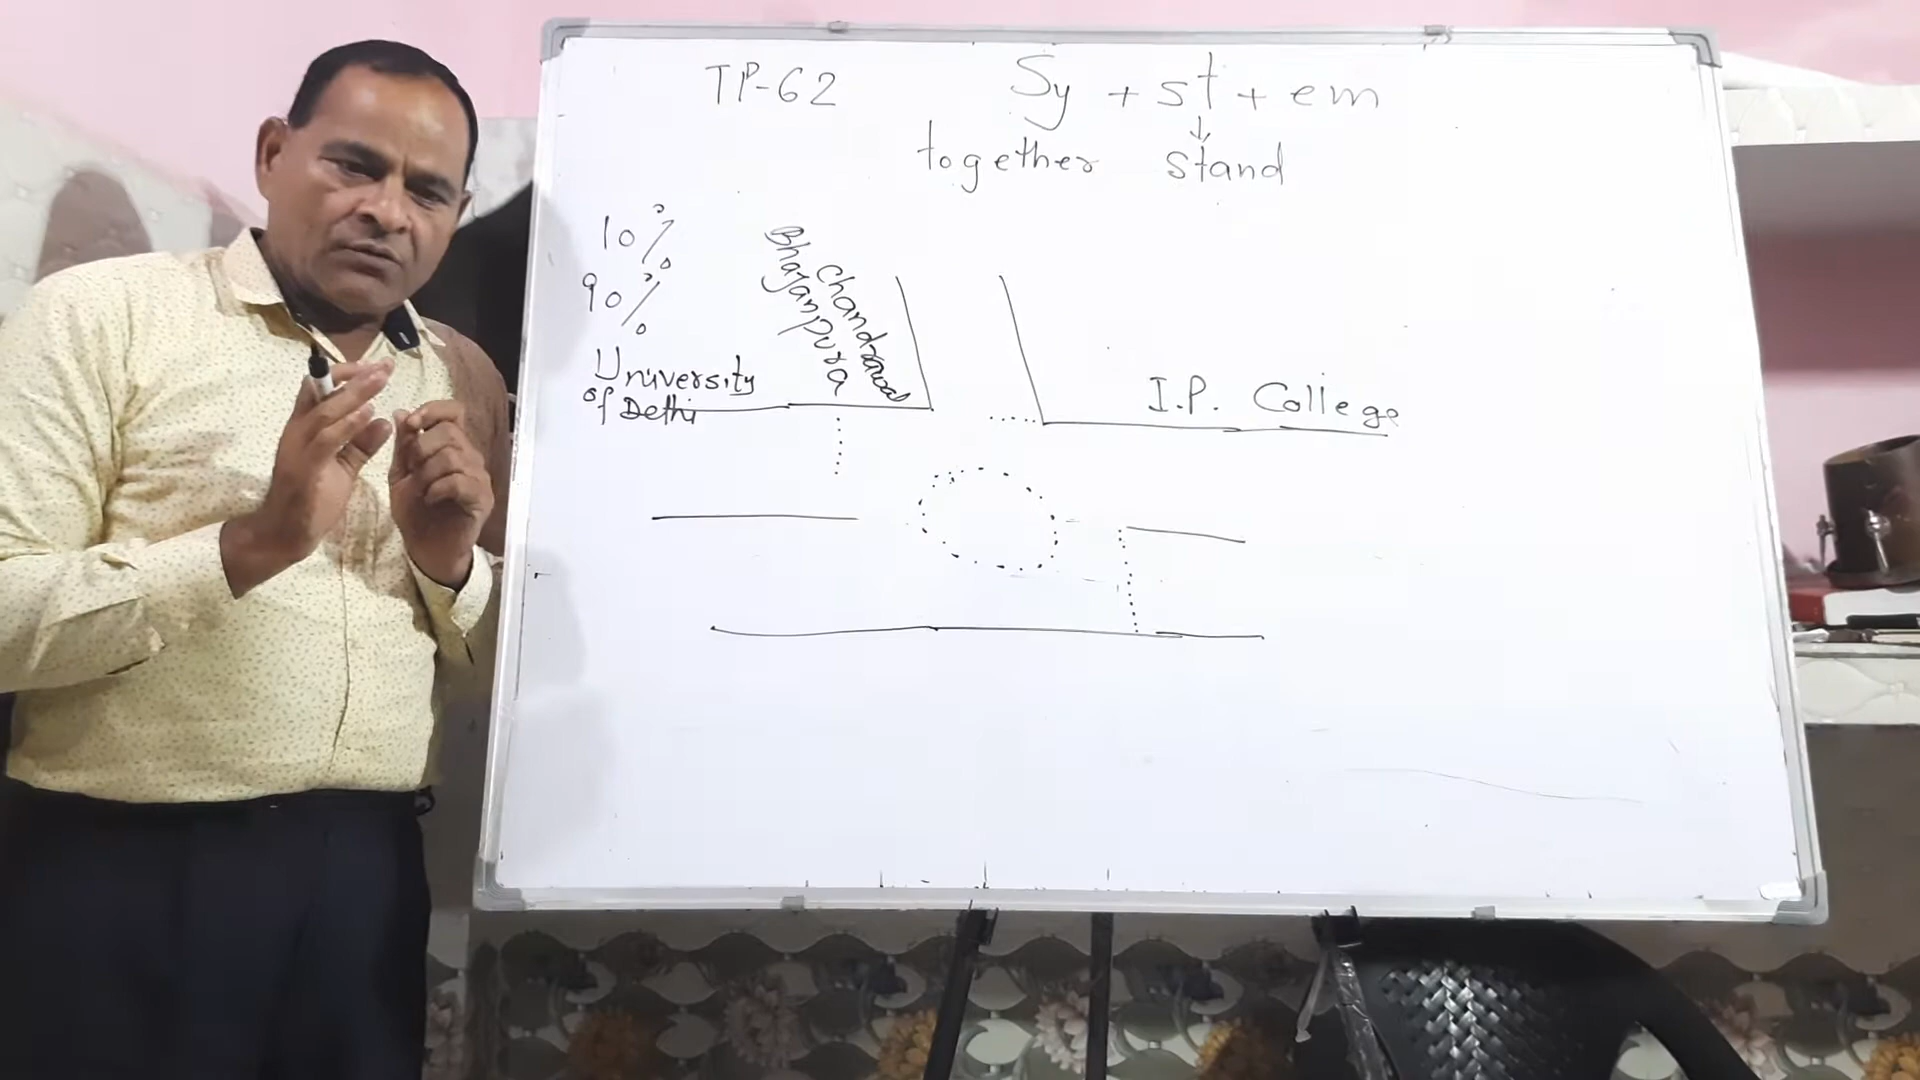 TP-62
Sy + st + em
together stand
10%
90%
University
of Delhi
Bhajanpura
Chandrawal
I.P. College